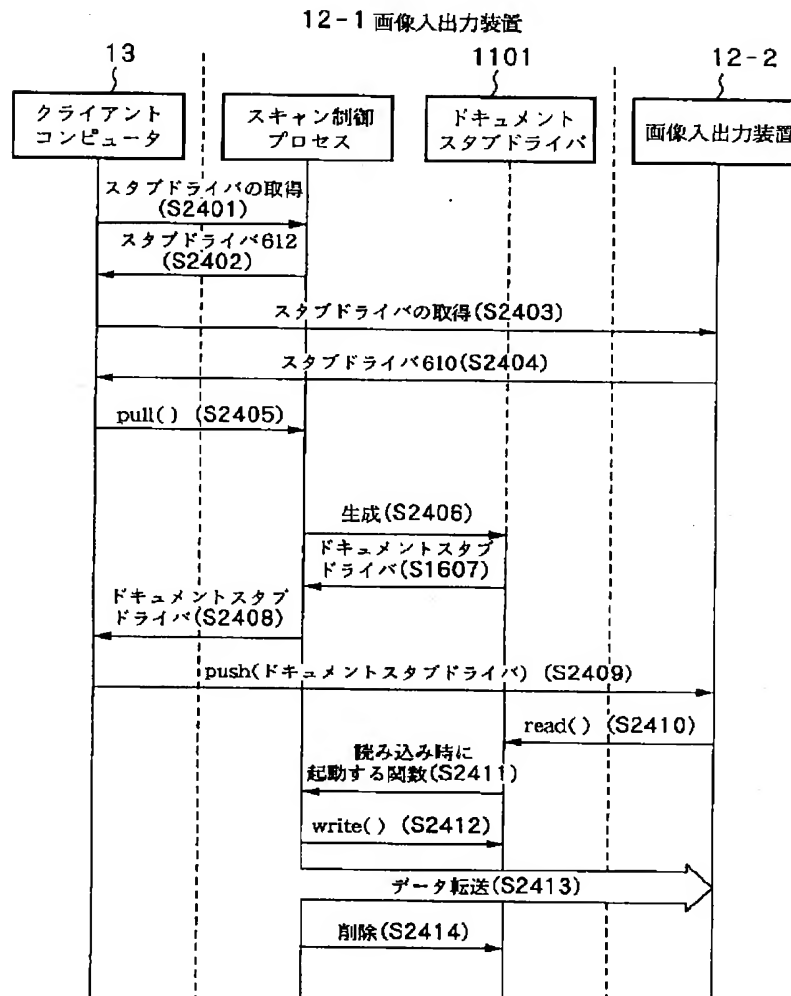 12-1 画像入出力装置
13
1101
12-2
クライアント
コンピュータ
スキャン制御
プロセス
ドキュメント
スタブドライバ
画像入出力装置
スタブドライバの取得
(S2401)
スタブドライバ612
(S2402)
スタブドライバの取得(S2403)
スタブドライバ610(S2404)
pull() (S2405)
生成(S2406)
ドキュメントスタブ
ドライバ(S1607)
ドキュメントスタブ
ドライバ(S2408)
push(ドキュメントスタブドライバ) (S2409)
read() (S2410)
読み込み時に
起動する関数(S2411)
write() (S2412)
データ転送(S2413)
削除(S2414)